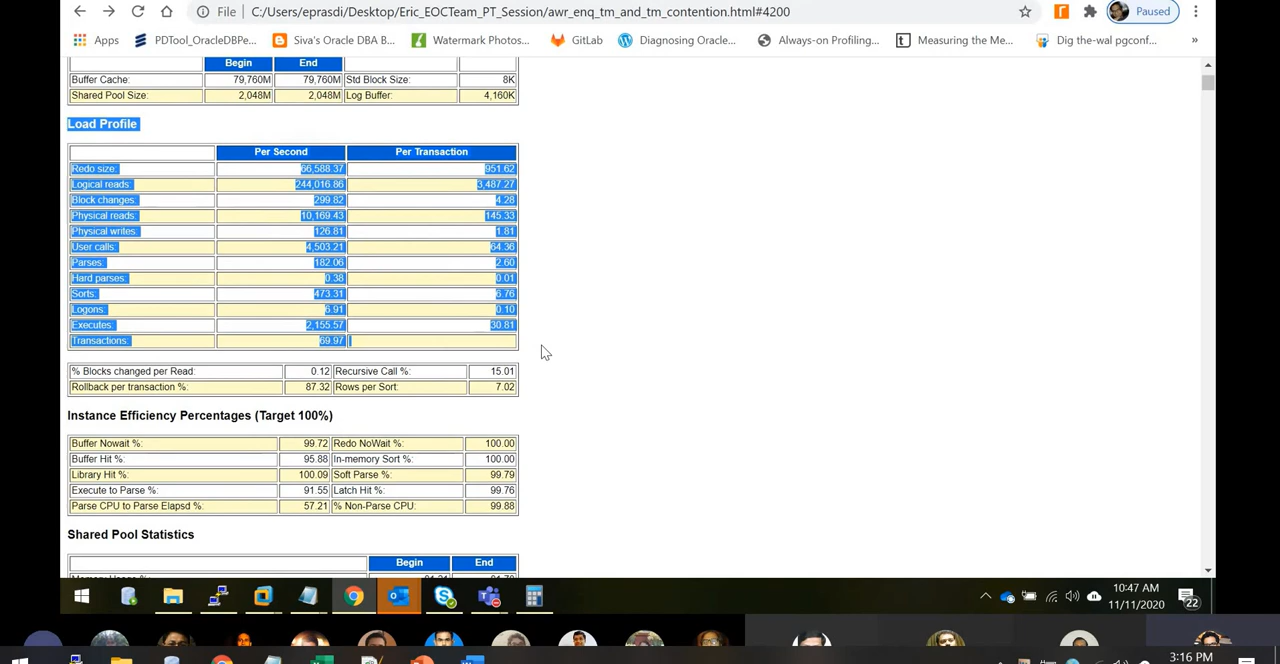 File C:/Users/eprasdi/Desktop/Eric_EOCTeam_PT_Session/awr_enq_tm_and_tm_contention.html#4200 Paused
Apps PDTool_OracleDBPe... Siva's Oracle DBA B... Watermark Photos... GitLab Diagnosing Oracle... Always-on Profiling... Measuring the Me... Dig the-wal pgconf... »
Begin End
Buffer Cache: 79,760M 79,760M Std Block Size: 8K
Shared Pool Size: 2,048M 2,048M Log Buffer: 4,160K
Load Profile
Per Second Per Transaction
Redo size: 66,588.37 951.62
Logical reads: 244,016.86 3,487.27
Block changes: 299.82 4.28
Physical reads: 10,169.43 145.33
Physical writes: 126.81 1.81
User calls: 4,503.21 64.36
Parses: 182.06 2.60
Hard parses: 0.38 0.01
Sorts: 473.31 6.76
Logons: 6.91 0.10
Executes: 2,155.57 30.81
Transactions: 69.97
% Blocks changed per Read: 0.12 Recursive Call %: 15.01
Rollback per transaction %: 87.32 Rows per Sort: 7.02
Instance Efficiency Percentages (Target 100%)
Buffer Nowait %: 99.72 Redo NoWait %: 100.00
Buffer Hit %: 95.88 In-memory Sort %: 100.00
Library Hit %: 100.09 Soft Parse %: 99.79
Execute to Parse %: 91.55 Latch Hit %: 99.76
Parse CPU to Parse Elapsd %: 57.21 % Non-Parse CPU: 99.88
Shared Pool Statistics
Begin End
10:47 AM
11/11/2020
22
3:16 PM